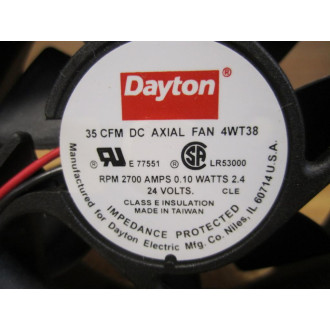 Dayton®
35 CFM DC AXIAL FAN 4WT38
E 77551 SA LR53000
RPM 2700 AMPS 0.10 WATTS 2.4
24 VOLTS. CLE
CLASS E INSULATION
MADE IN TAIWAN
IMPEDANCE PROTECTED
Manufactured for Dayton Electric Mfg. Co. Niles, IL 60714 U.S.A.